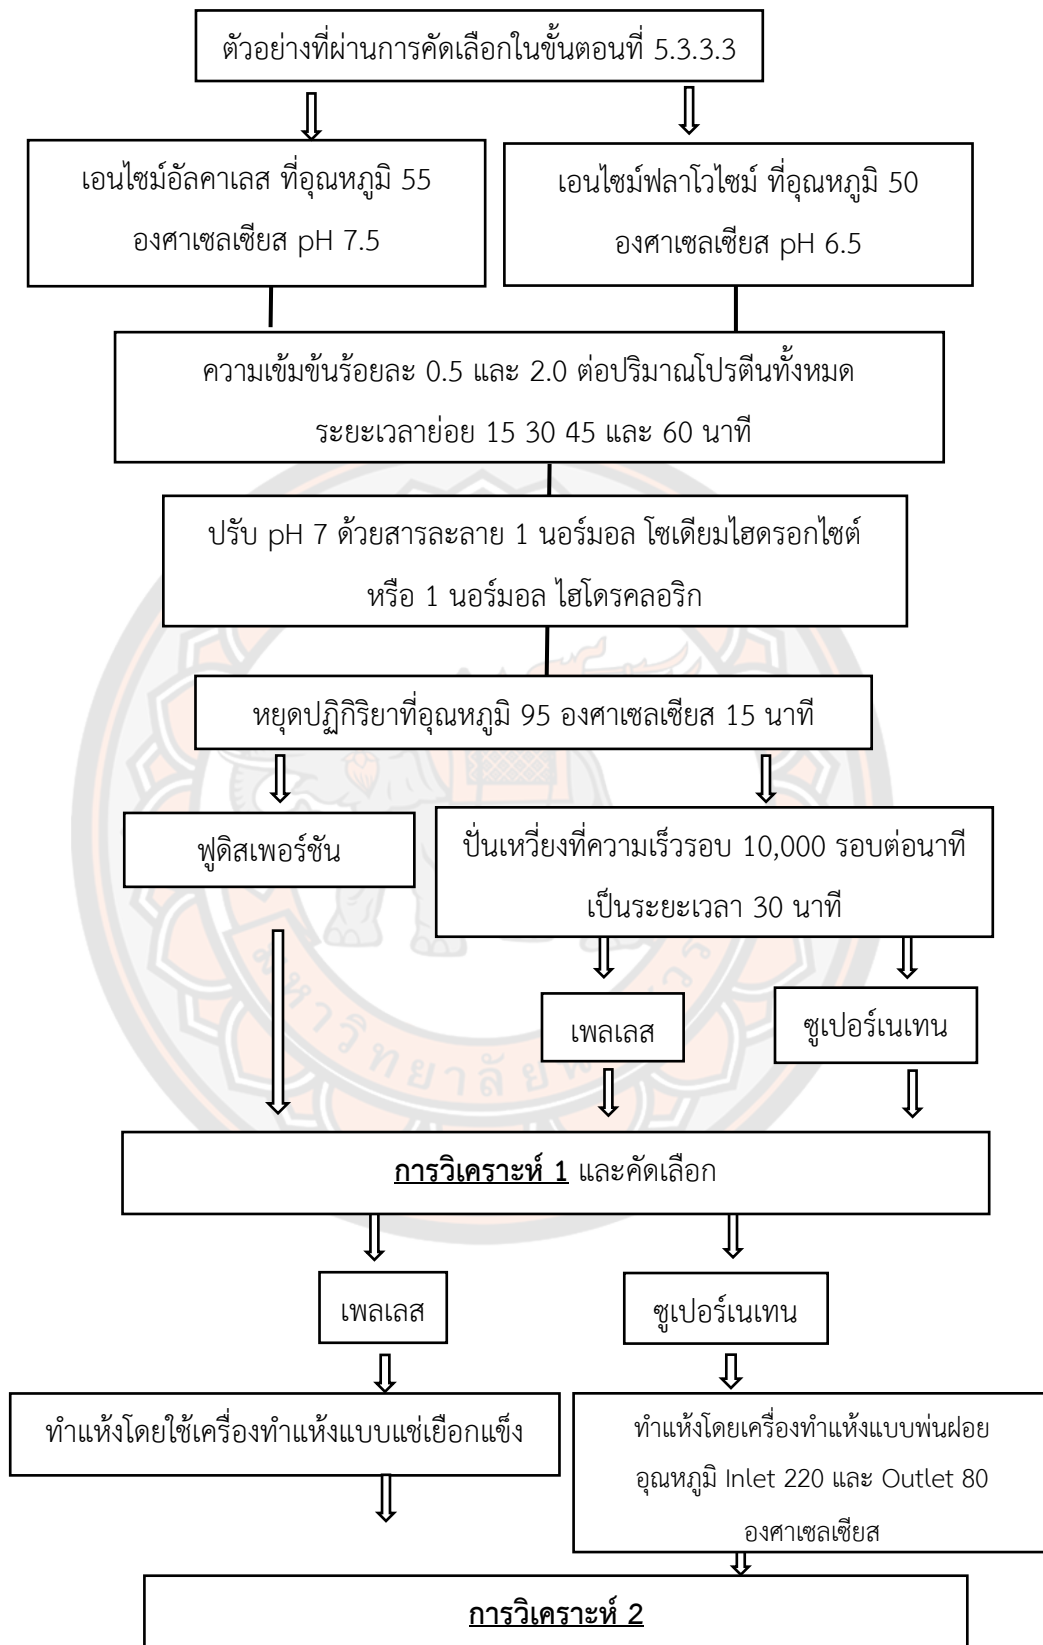 ตัวอย่างที่ผ่านการคัดเลือกในขั้นตอนที่ 5.3.3.3
เอนไซม์อัลคาเลส ที่อุณหภูมิ 55
องศาเซลเซียส pH 7.5
เอนไซม์ฟลาโวไซม์ ที่อุณหภูมิ 50
องศาเซลเซียส pH 6.5
ความเข้มข้นร้อยละ 0.5 และ 2.0 ต่อปริมาณโปรตีนทั้งหมด
ระยะเวลาย่อย 15 30 45 และ 60 นาที
ปรับ pH 7 ด้วยสารละลาย 1 นอร์มอล โซเดียมไฮดรอกไซต์
หรือ 1 นอร์มอล ไฮโดรคลอริก
หยุดปฏิกิริยาที่อุณหภูมิ 95 องศาเซลเซียส 15 นาที
ฟูดิสเพอร์ชัน
ปั่นเหวี่ยงที่ความเร็วรอบ 10,000 รอบต่อนาที
เป็นระยะเวลา 30 นาที
เพลเลส
ซูเปอร์เนเทน
มหาวิทยาลัย
การวิเคราะห์ 1 และคัดเลือก
เพลเลส
ซูเปอร์เนเทน
ทำแห้งโดยใช้เครื่องทำแห้งแบบแช่เยือกแข็ง
ทำแห้งโดยเครื่องทำแห้งแบบพ่นฝอย
อุณหภูมิ Inlet 220 และ Outlet 80
องศาเซลเซียส
การวิเคราะห์ 2